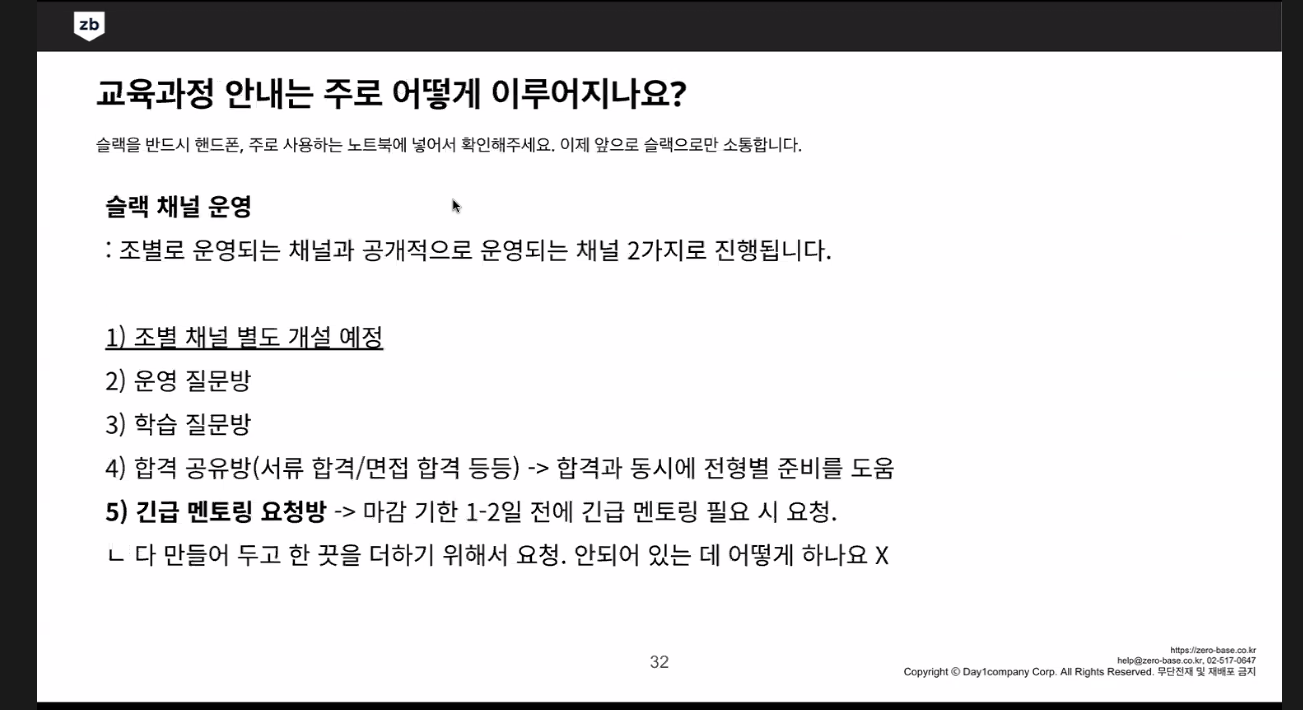 zb
교육과정 안내는 주로 어떻게 이루어지나요?
슬랙을 반드시 핸드폰, 주로 사용하는 노트북에 넣어서 확인해주세요. 이제 앞으로 슬랙으로만 소통합니다.
슬랙 채널 운영
: 조별로 운영되는 채널과 공개적으로 운영되는 채널 2가지로 진행됩니다.
1) 조별 채널 별도 개설 예정
2) 운영 질문방
3) 학습 질문방
4) 합격 공유방(서류 합격/면접 합격 등등) -> 합격과 동시에 전형별 준비를 도움
5) 긴급 멘토링 요청방 -> 마감 기한 1-2일 전에 긴급 멘토링 필요 시 요청.
ㄴ 다 만들어 두고 한 끗을 더하기 위해서 요청. 안되어 있는 데 어떻게 하나요 X
32
https://zero-base.co.kr
help@zero-base.co.kr, 02-517-0647
Copyright © Day1company Corp. All Rights Reserved. 무단전재 및 재배포 금지